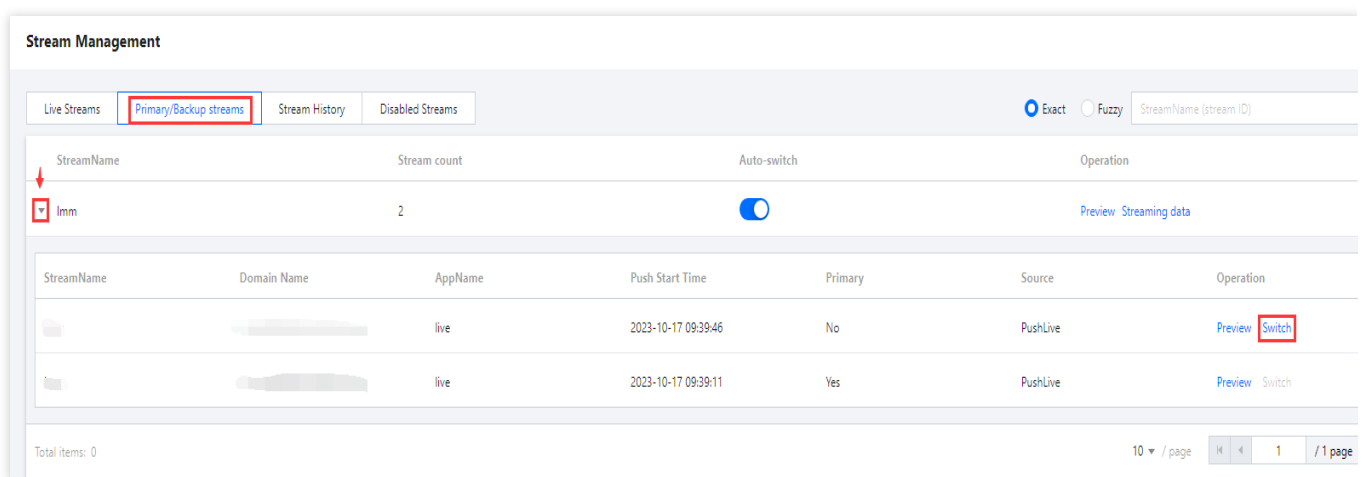 Stream Management
Live Streams Primary/Backup streams Stream History Disabled Streams Exact Fuzzy StreamName (stream ID)
StreamName Stream count Auto-switch Operation
lmm 2 Preview Streaming data
StreamName Domain Name AppName Push Start Time Primary Source Operation
live 2023-10-17 09:39:46 No PushLive Preview Switch
live 2023-10-17 09:39:11 Yes PushLive Preview Switch
Total items: 0 10 / page 1 / 1 page